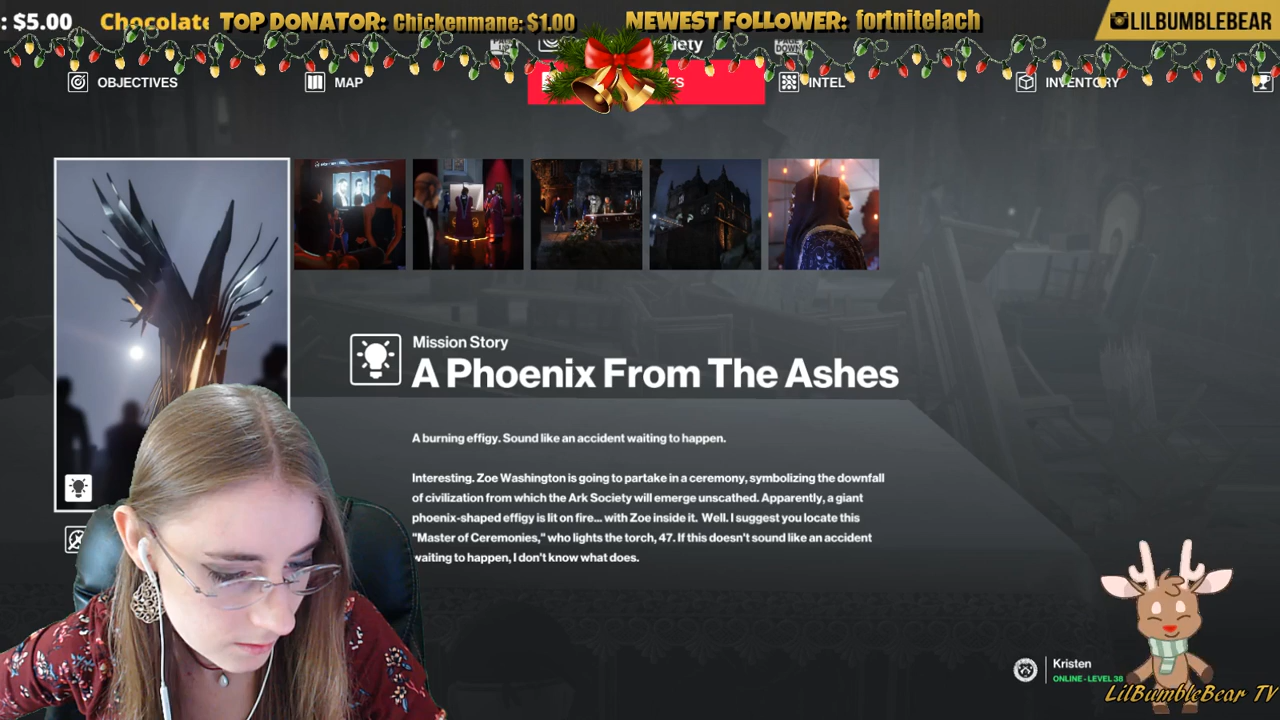 : $5.00 Chocolate TOP DONATOR: Chickenmane: $1.00 NEWEST FOLLOWER: fortnitelach LILBUMBLEBEAR
OBJECTIVES MAP INTEL INVENTORY
Mission Story
A Phoenix From The Ashes
A burning effigy. Sound like an accident waiting to happen.
Interesting. Zoe Washington is going to partake in a ceremony, symbolizing the downfall
of civilization from which the Ark Society will emerge unscathed. Apparently, a giant
phoenix-shaped effigy is lit on fire... with Zoe inside it. Well. I suggest you locate this
"Master of Ceremonies," who lights the torch, 47. If this doesn't sound like an accident
waiting to happen, I don't know what does.
Kristen
ONLINE - LEVEL 38
LilBumbleBear TV